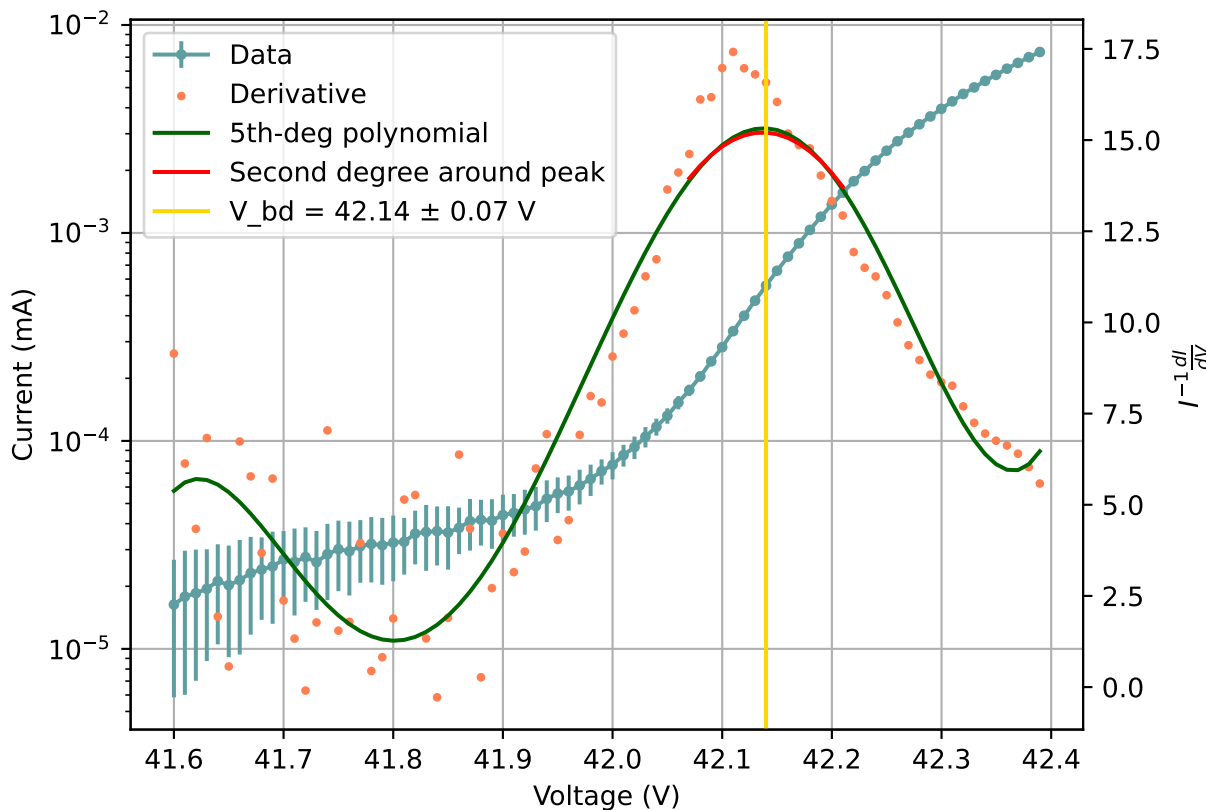 Data
Derivative
5th-deg polynomial
Second degree around peak
V_bd = 42.14 ± 0.07 V
Current (mA)
10⁻²
10⁻³
10⁻⁴
10⁻⁵
17.5
15.0
12.5
10.0
7.5
5.0
2.5
0.0
I⁻¹ dI/dV
41.6 41.7 41.8 41.9 42.0 42.1 42.2 42.3 42.4
Voltage (V)